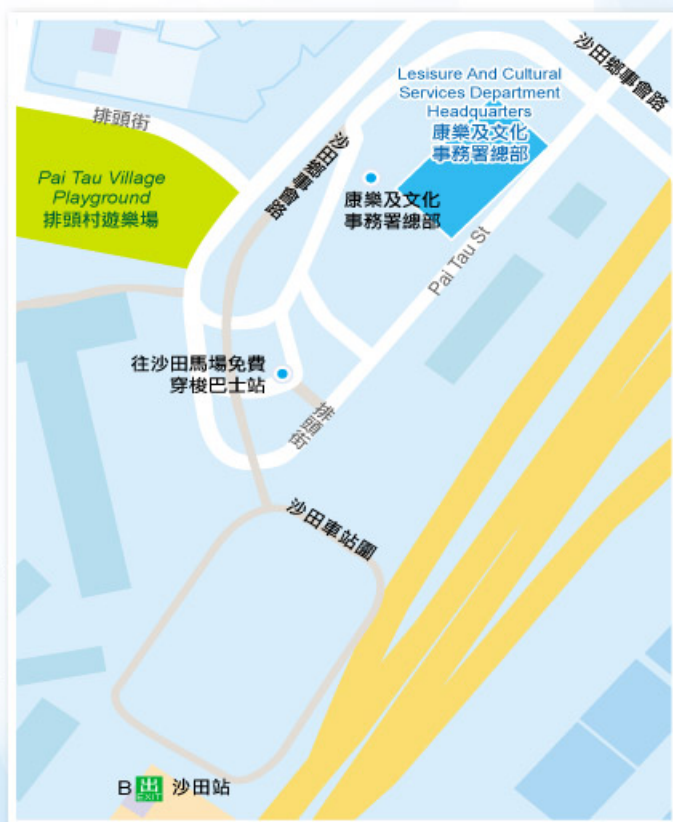 沙田鄉事會路
Lesisure And Cultural
Services Department
Headquarters
康樂及文化
事務署總部
排頭街
沙田鄉事會路
Pai Tau Village
Playground
排頭村遊樂場
康樂及文化
事務署總部
Pai Tau St
往沙田馬場免費
穿梭巴士站
排頭街
沙田車站圍
B 出 EXIT 沙田站